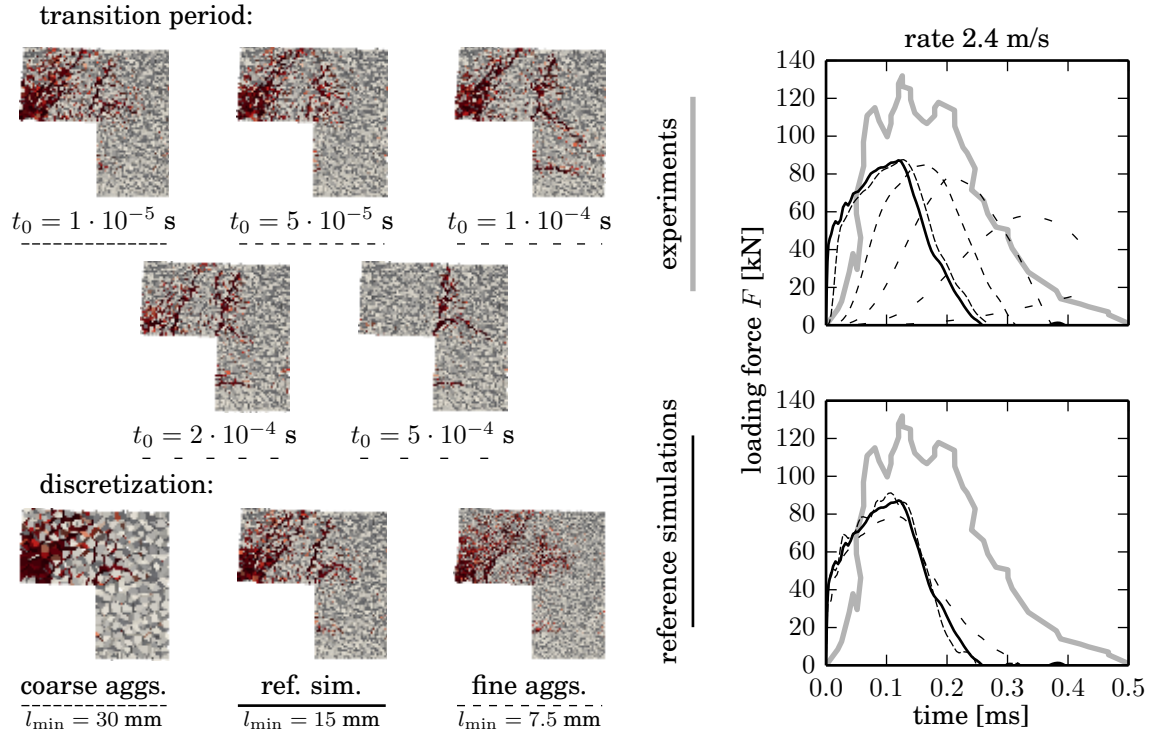 transition period:
t₀ = 1 · 10⁻⁵ s
t₀ = 5 · 10⁻⁵ s
t₀ = 1 · 10⁻⁴ s
t₀ = 2 · 10⁻⁴ s
t₀ = 5 · 10⁻⁴ s
discretization:
coarse aggs.
l_min = 30 mm
ref. sim.
l_min = 15 mm
fine aggs.
l_min = 7.5 mm
experiments
reference simulations
loading force F [kN]
rate 2.4 m/s
140
120
100
80
60
40
20
0
140
120
100
80
60
40
20
0
0.0 0.1 0.2 0.3 0.4 0.5
time [ms]